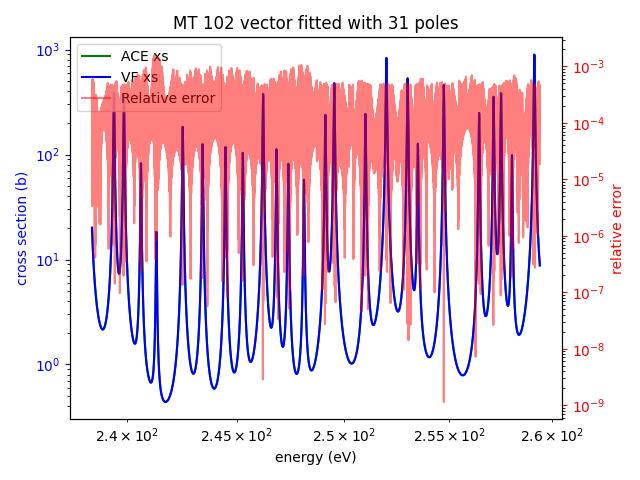 MT 102 vector fitted with 31 poles
ACE xs
VF xs
Relative error
cross section (b)
10³
10²
10¹
10⁰
10⁻³
10⁻⁴
10⁻⁵
10⁻⁶
10⁻⁷
10⁻⁸
10⁻⁹
relative error
2.4 × 10² 2.45 × 10² 2.5 × 10² 2.55 × 10² 2.6 × 10²
energy (eV)